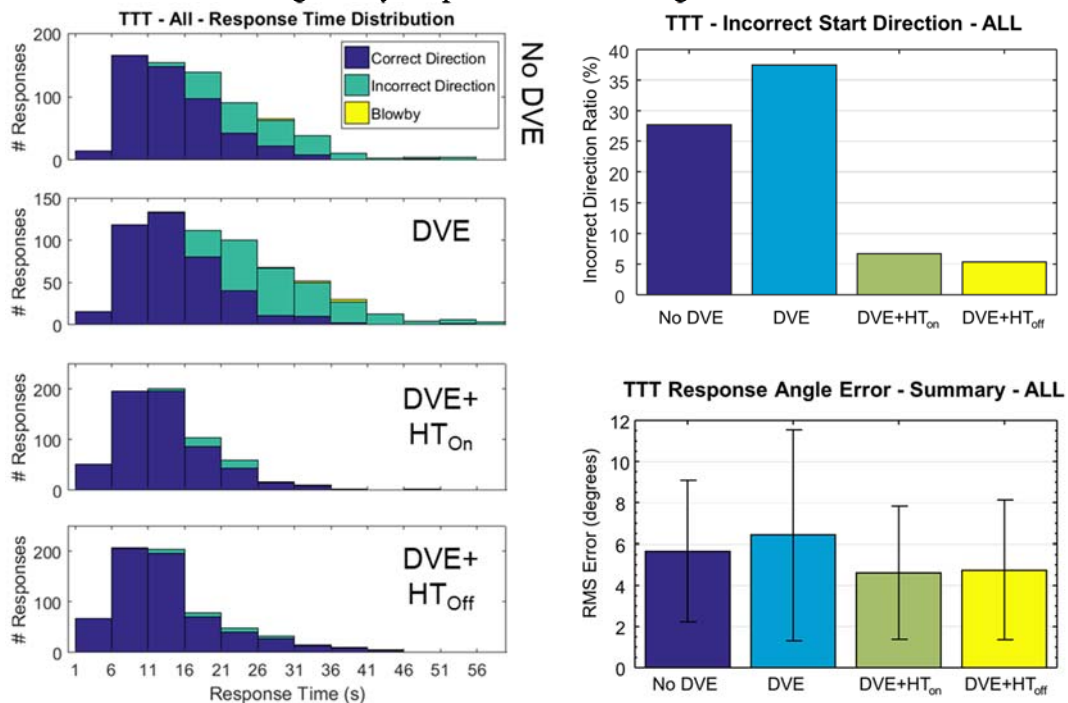 TTT - All - Response Time Distribution
# Responses
200
100
0
Correct Direction
Incorrect Direction
Blowby
No DVE
# Responses
150
100
50
0
DVE
# Responses
200
100
0
DVE+
HTOn
# Responses
200
100
0
DVE+
HTOff
1 6 11 16 21 26 31 36 41 46 51 56
Response Time (s)
TTT - Incorrect Start Direction - ALL
Incorrect Direction Ratio (%)
40
35
30
25
20
15
10
5
0
No DVE DVE DVE+HTon DVE+HToff
TTT Response Angle Error - Summary - ALL
RMS Error (degrees)
12
10
8
6
4
2
0
No DVE DVE DVE+HTon DVE+HToff